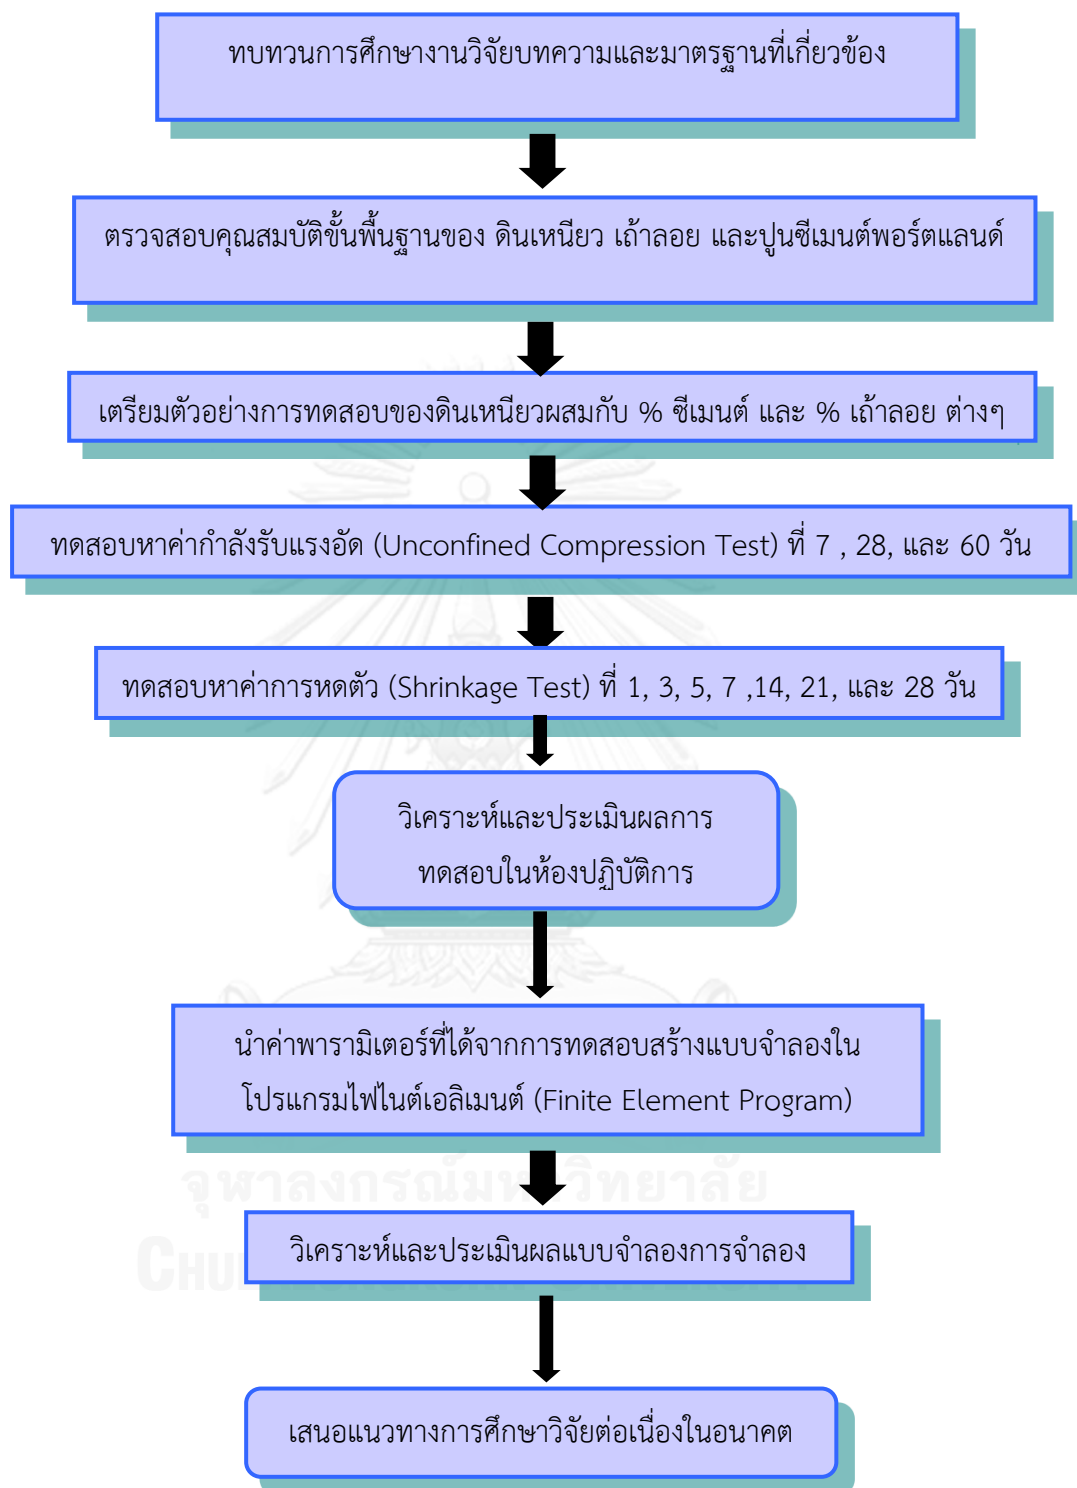 ทบทวนการศึกษางานวิจัยบทความและมาตรฐานที่เกี่ยวข้อง
ตรวจสอบคุณสมบัติขั้นพื้นฐานของ ดินเหนียว เถ้าลอย และปูนซีเมนต์พอร์ตแลนด์
เตรียมตัวอย่างการทดสอบของดินเหนียวผสมกับ % ซีเมนต์ และ % เถ้าลอย ต่างๆ
ทดสอบหาค่ากำลังรับแรงอัด (Unconfined Compression Test) ที่ 7 , 28, และ 60 วัน
ทดสอบหาค่าการหดตัว (Shrinkage Test) ที่ 1, 3, 5, 7 ,14, 21, และ 28 วัน
วิเคราะห์และประเมินผลการ
ทดสอบในห้องปฏิบัติการ
นำค่าพารามิเตอร์ที่ได้จากการทดสอบสร้างแบบจำลองใน
โปรแกรมไฟไนต์เอลิเมนต์ (Finite Element Program)
จุฬาลงกรณ์มหาวิทยาลัย
วิเคราะห์และประเมินผลแบบจำลองการจำลอง
เสนอแนวทางการศึกษาวิจัยต่อเนื่องในอนาคต